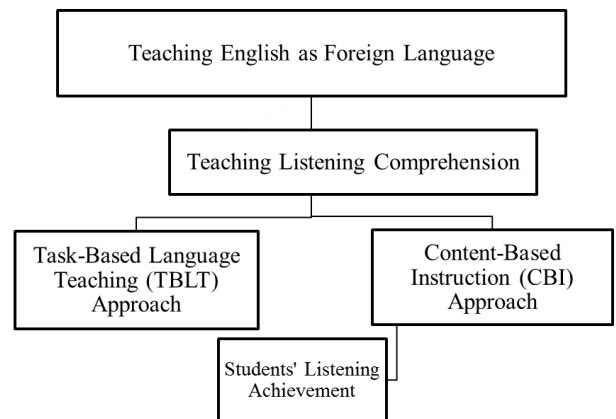 Teaching English as Foreign Language
Teaching Listening Comprehension
Task-Based Language
Teaching (TBLT)
Approach
Content-Based
Instruction (CBI)
Approach
Students' Listening
Achievement